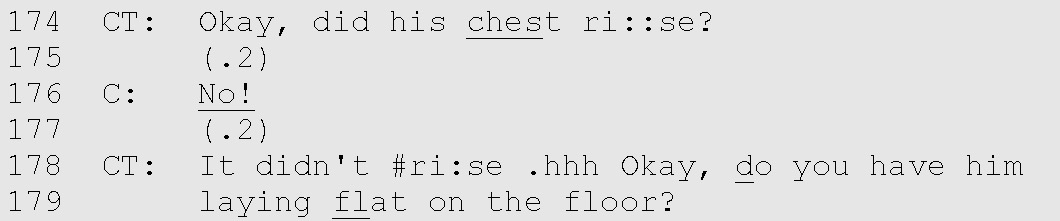 174 CT: Okay, did his chest ri::se?
175 (.2)
176 C: No!
177 (.2)
178 CT: It didn't #ri:se .hhh Okay, do you have him
179 laying flat on the floor?